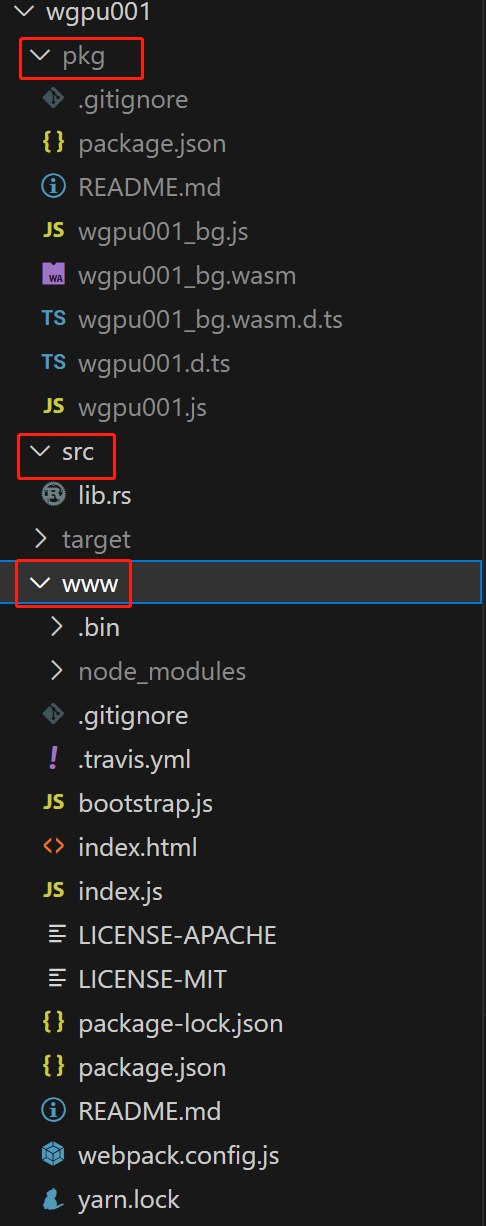 wgpu001
pkg
.gitignore
{} package.json
README.md
JS wgpu001_bg.js
WA wgpu001_bg.wasm
TS wgpu001_bg.wasm.d.ts
TS wgpu001.d.ts
JS wgpu001.js
src
lib.rs
target
www
.bin
node_modules
.gitignore
! .travis.yml
JS bootstrap.js
<> index.html
JS index.js
LICENSE-APACHE
LICENSE-MIT
{} package-lock.json
{} package.json
README.md
webpack.config.js
yarn.lock